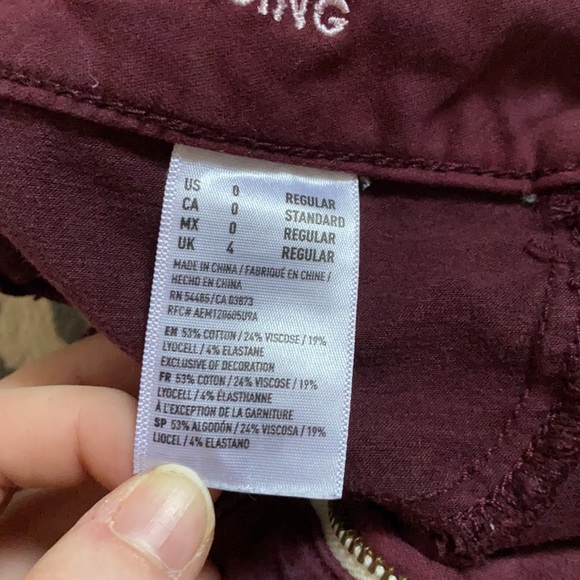 ING
US 0 REGULAR
CA 0 STANDARD
MX 0 REGULAR
UK 4 REGULAR
MADE IN CHINA / FABRIQUÉ EN CHINE /
HECHO EN CHINA
RN 54485/CA 03873
RFC# AEM120605U9A
EN 53% COTTON / 24% VISCOSE / 19%
LYOCELL / 4% ELASTANE
EXCLUSIVE OF DECORATION
FR 53% COTON / 24% VISCOSE / 19%
LYOCELL / 4% ÉLASTHANNE
À L'EXCEPTION DE LA GARNITURE
SP 53% ALGODÓN / 24% VISCOSA / 19%
LIOCEL / 4% ELASTANO